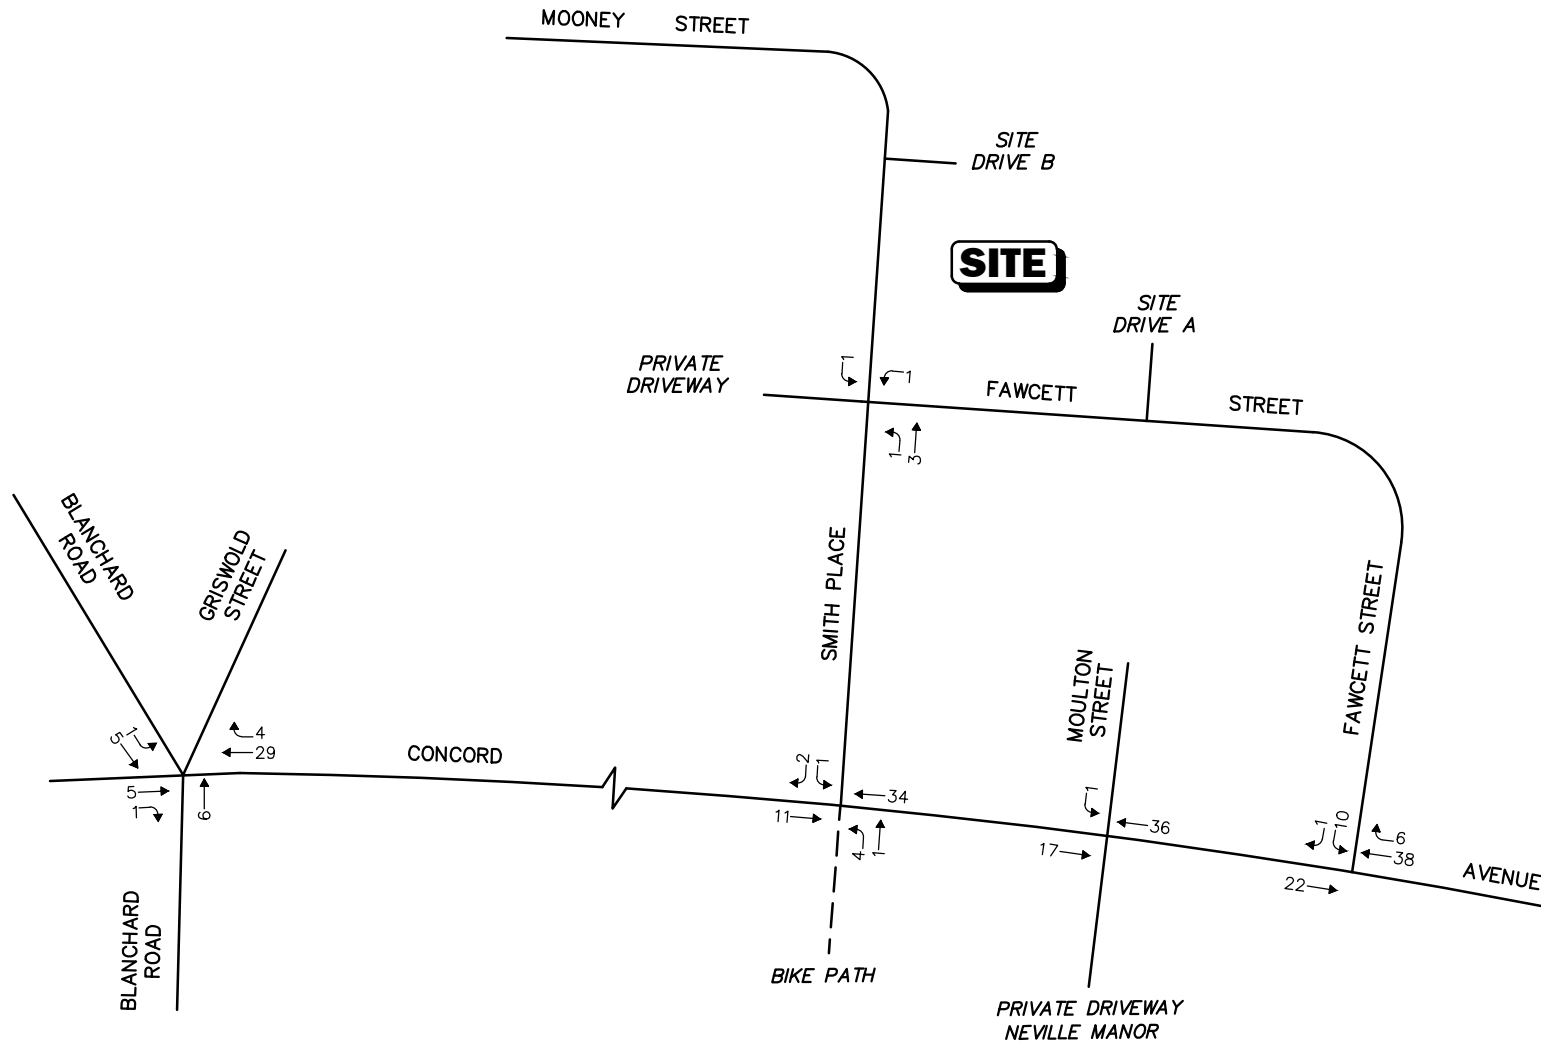 MOONEY STREET
SITE
DRIVE B
SITE
SITE
DRIVE A
PRIVATE
DRIVEWAY
1
1
FAWCETT STREET
1
3
BLANCHARD
ROAD
GRISWOLD
STREET
SMITH PLACE
MOULTON
STREET
FAWCETT STREET
5
1
4
29
CONCORD
5
1
6
2
1
34
11
4
1
1
36
17
1
10
6
38
22
AVENUE
BLANCHARD
ROAD
BIKE PATH
PRIVATE DRIVEWAY
NEVILLE MANOR